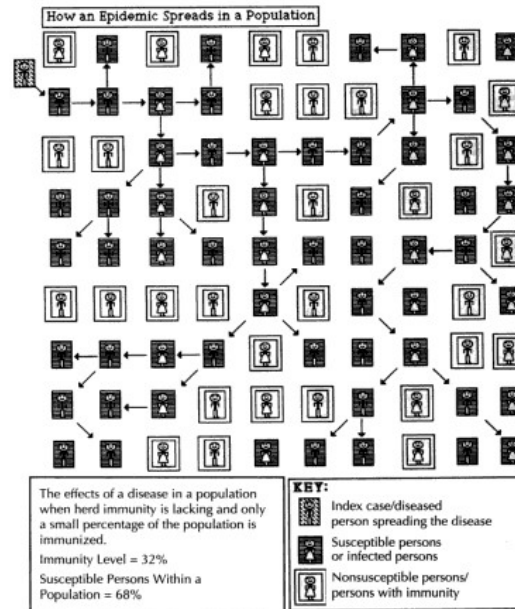 How an Epidemic Spreads in a Population
The effects of a disease in a population
when herd immunity is lacking and only
a small percentage of the population is
immunized.
Immunity Level = 32%
Susceptible Persons Within a
Population = 68%
KEY:
Index case/diseased
person spreading the disease
Susceptible persons
or infected persons
Nonsusceptible persons/
persons with immunity